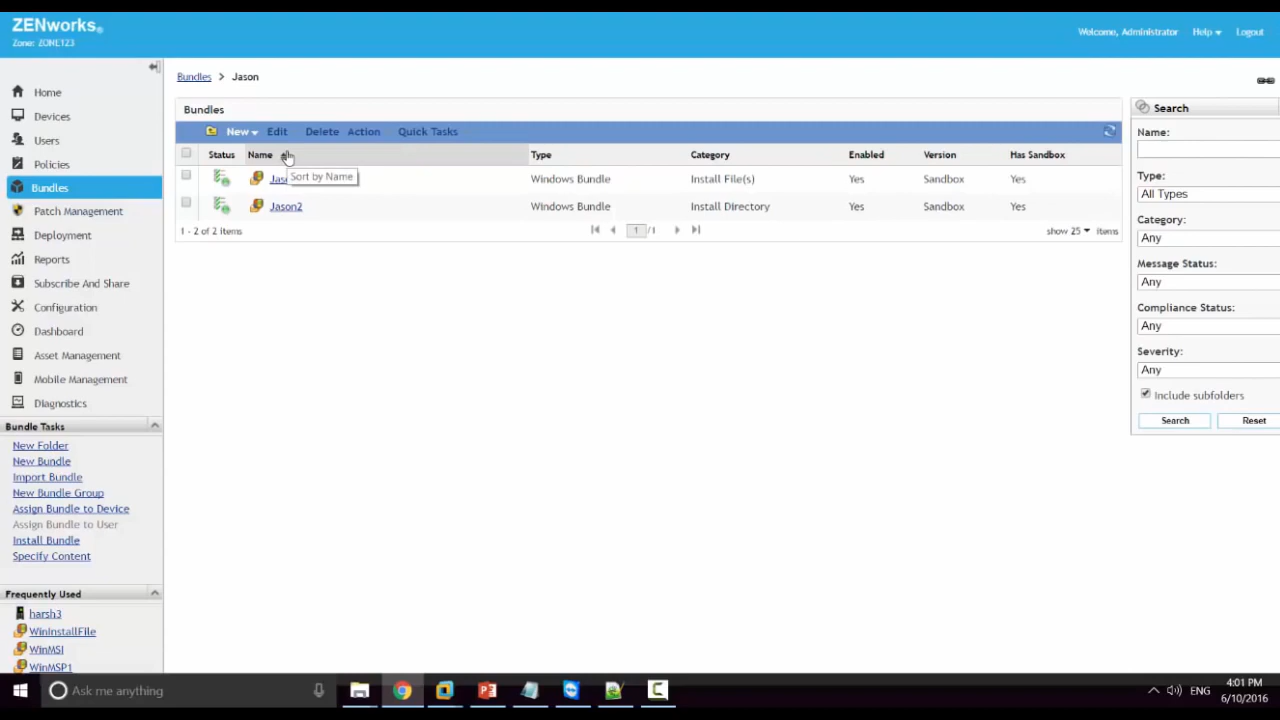 ZENworks®
Zone: ZONE123
Welcome, Administrator Help Logout
Home
Devices
Users
Policies
Bundles
Patch Management
Deployment
Reports
Subscribe And Share
Configuration
Dashboard
Asset Management
Mobile Management
Diagnostics
Bundle Tasks
New Folder
New Bundle
Import Bundle
New Bundle Group
Assign Bundle to Device
Assign Bundle to User
Install Bundle
Specify Content
Frequently Used
harsh3
WinInstallFile
WinMSI
WinMSP1
Bundles > Jason
Bundles
New Edit Delete Action Quick Tasks
Status Name Type Category Enabled Version Has Sandbox
Sort by Name
Windows Bundle Install File(s) Yes Sandbox Yes
Jason2 Windows Bundle Install Directory Yes Sandbox Yes
1 - 2 of 2 items 1 /1 show 25 items
Search
Name:
Type:
All Types
Category:
Any
Message Status:
Any
Compliance Status:
Any
Severity:
Any
Include subfolders
Search Reset
Ask me anything
ENG
4:01 PM
6/10/2016